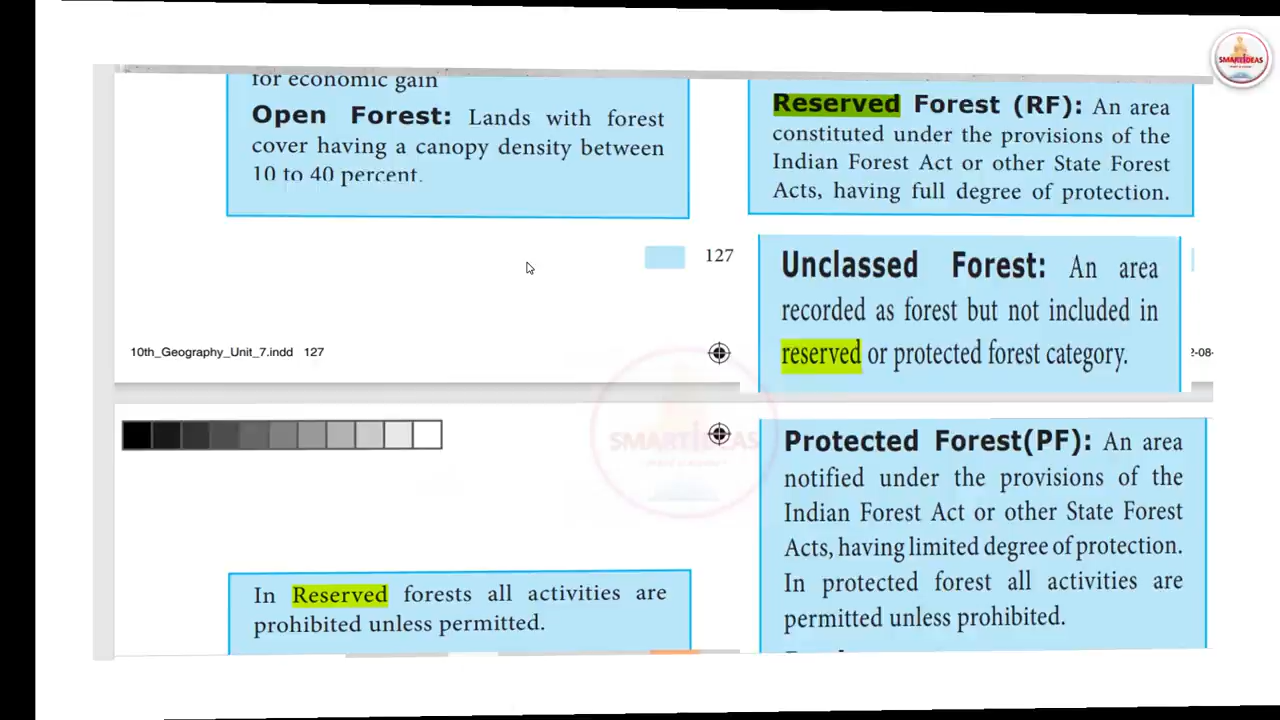 for economic gain
Open Forest: Lands with forest
cover having a canopy density between
10 to 40 percent.
127
10th_Geography_Unit_7.indd 127
In Reserved forests all activities are
prohibited unless permitted.
Reserved Forest (RF): An area
constituted under the provisions of the
Indian Forest Act or other State Forest
Acts, having full degree of protection.
Unclassed Forest: An area
recorded as forest but not included in
reserved or protected forest category.
2-08-
Protected Forest(PF): An area
notified under the provisions of the
Indian Forest Act or other State Forest
Acts, having limited degree of protection.
In protected forest all activities are
permitted unless prohibited.
SMARTIDEAS
SMARTIDEAS